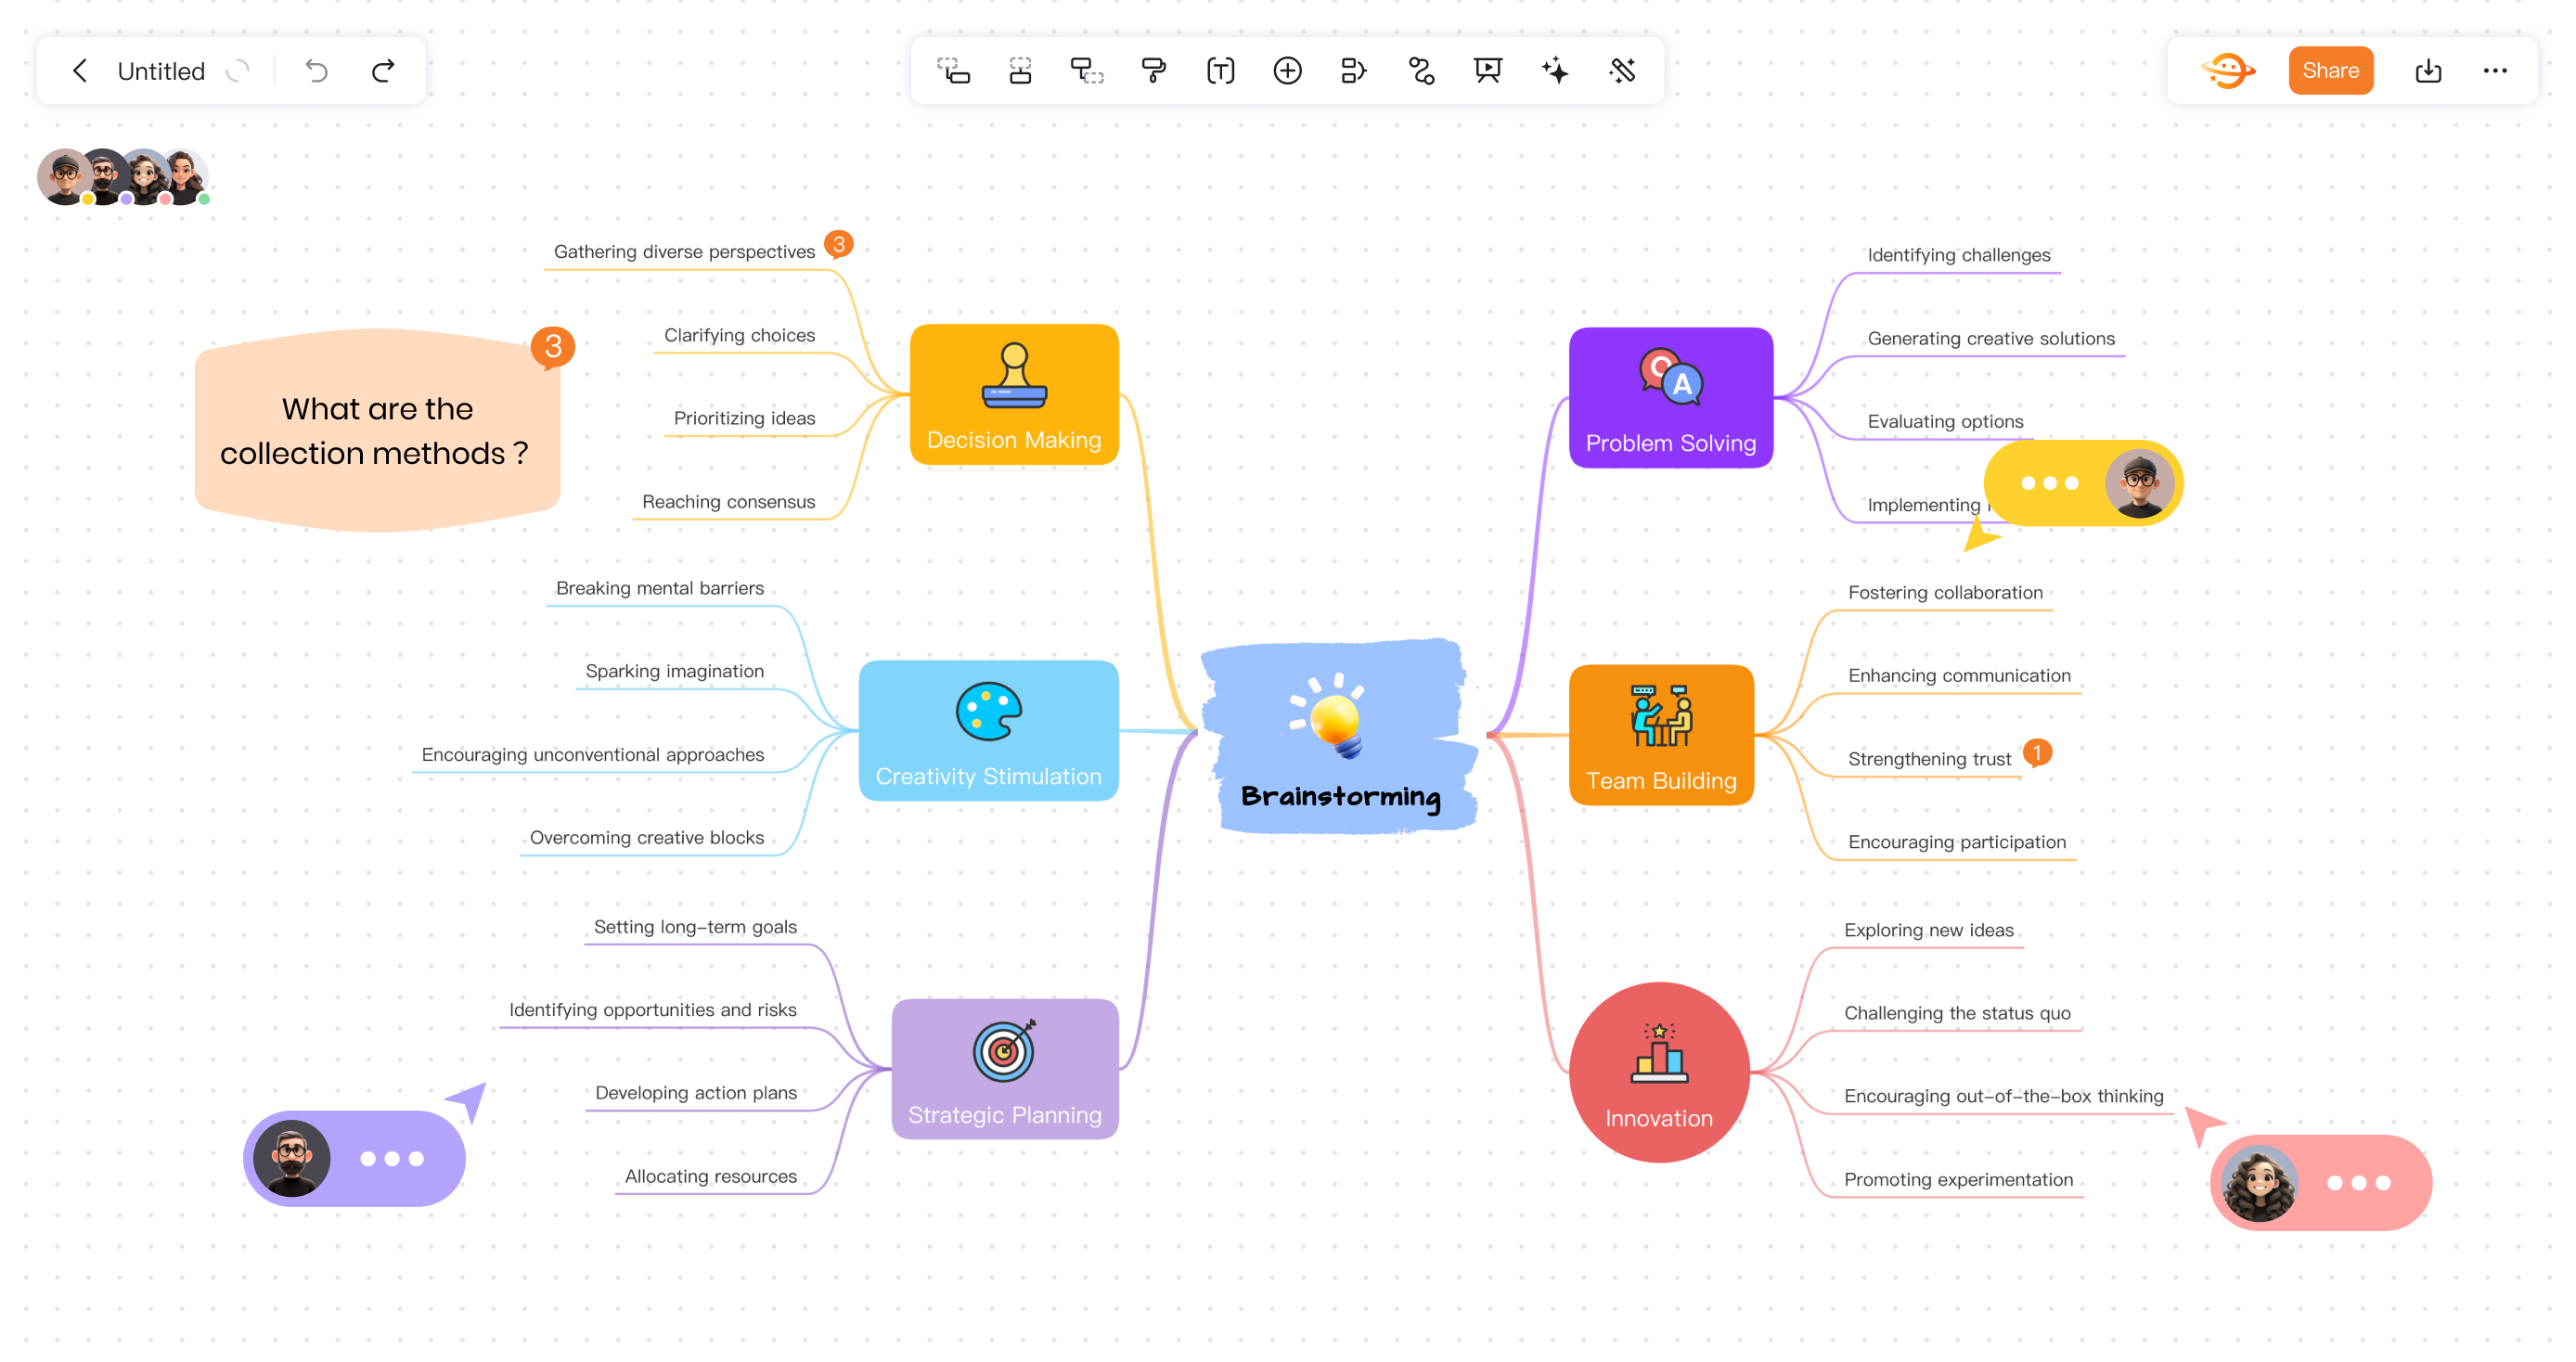 Untitled
Share
Gathering diverse perspectives
3
Clarifying choices
Prioritizing ideas
Reaching consensus
3
What are the
collection methods ?
Decision Making
Breaking mental barriers
Sparking imagination
Encouraging unconventional approaches
Overcoming creative blocks
Creativity Stimulation
Setting long-term goals
Identifying opportunities and risks
Developing action plans
Allocating resources
Strategic Planning
Brainstorming
Q
A
Problem Solving
Identifying challenges
Generating creative solutions
Evaluating options
Implementing
Team Building
Fostering collaboration
Enhancing communication
Strengthening trust
1
Encouraging participation
Innovation
Exploring new ideas
Challenging the status quo
Encouraging out-of-the-box thinking
Promoting experimentation